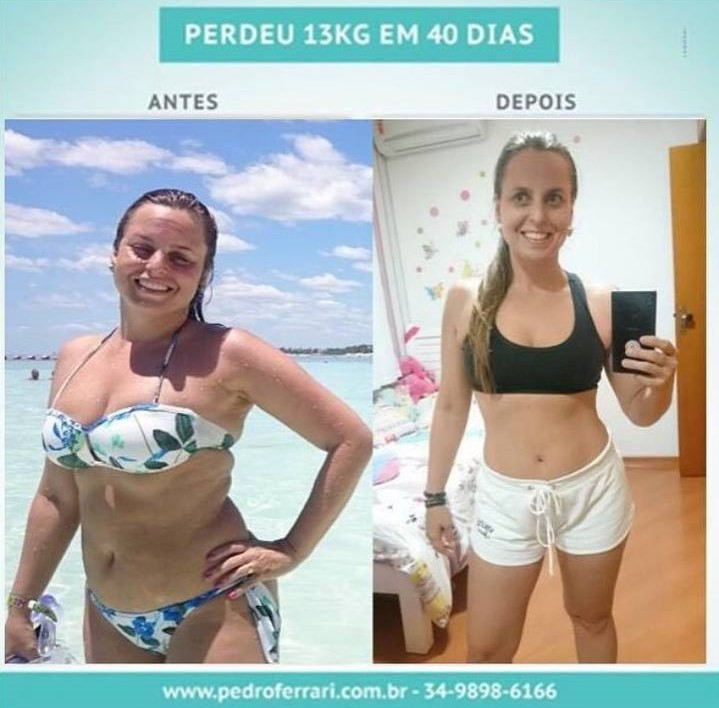 PERDEU 13KG EM 40 DIAS
ANTES
DEPOIS
www.pedroferrari.com.br - 34-9898-6166